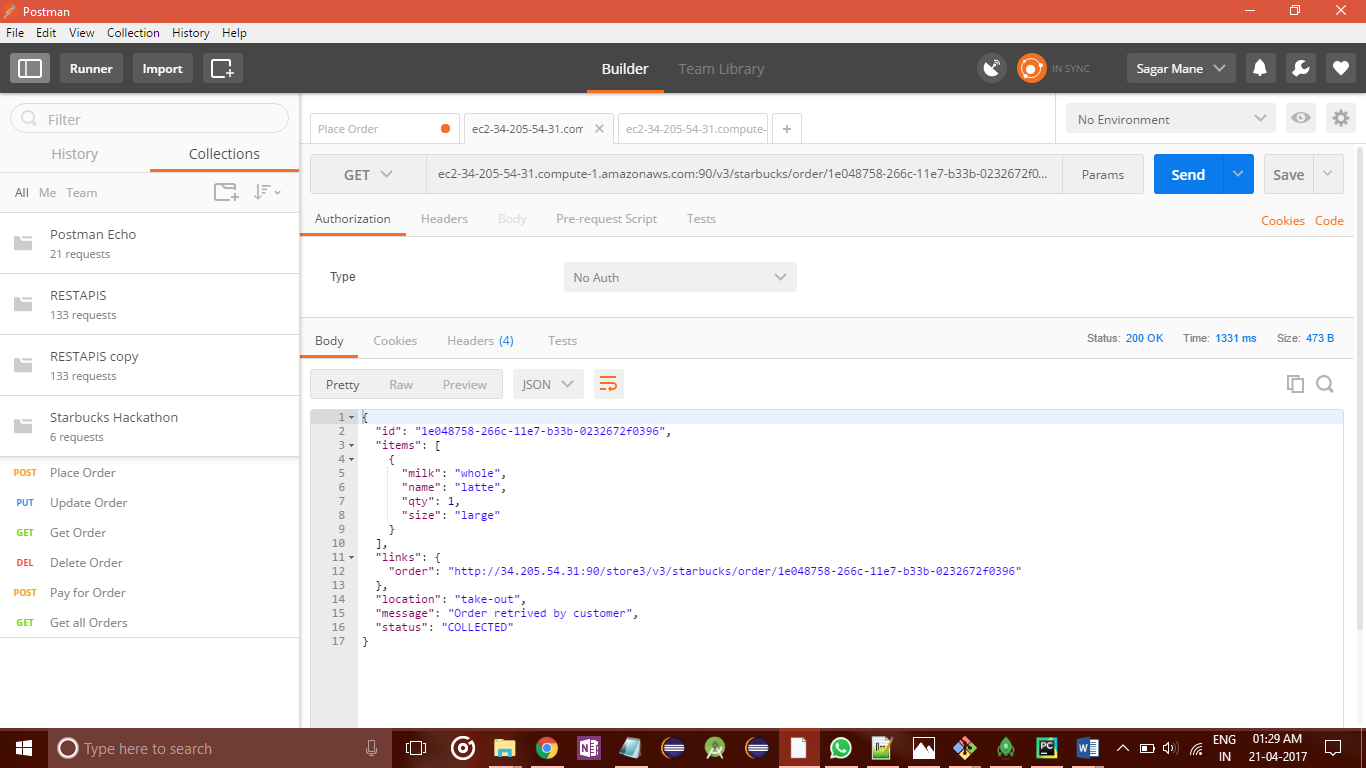 Postman
File Edit View Collection History Help
Runner Import Builder Team Library IN SYNC Sagar Mane
Filter
History Collections
All Me Team
Postman Echo
21 requests
RESTAPIS
133 requests
RESTAPIS copy
133 requests
Starbucks Hackathon
6 requests
POST Place Order
PUT Update Order
GET Get Order
DEL Delete Order
POST Pay for Order
GET Get all Orders
Place Order ec2-34-205-54-31.com ec2-34-205-54-31.compute- + No Environment
GET ec2-34-205-54-31.compute-1.amazonaws.com:90/v3/starbucks/order/1e048758-266c-11e7-b33b-0232672f0... Params Send Save
Authorization Headers Body Pre-request Script Tests Cookies Code
Type No Auth
Body Cookies Headers (4) Tests Status: 200 OK Time: 1331 ms Size: 473 B
Pretty Raw Preview JSON
1 {
2 "id": "1e048758-266c-11e7-b33b-0232672f0396",
3 "items": [
4 {
5 "milk": "whole",
6 "name": "latte",
7 "qty": 1,
8 "size": "large"
9 }
10 ],
11 "links": {
12 "order": "http://34.205.54.31:90/store3/v3/starbucks/order/1e048758-266c-11e7-b33b-0232672f0396"
13 },
14 "location": "take-out",
15 "message": "Order retrived by customer",
16 "status": "COLLECTED"
17 }
Type here to search
N
PC
W
ENG 01:29 AM
IN 21-04-2017